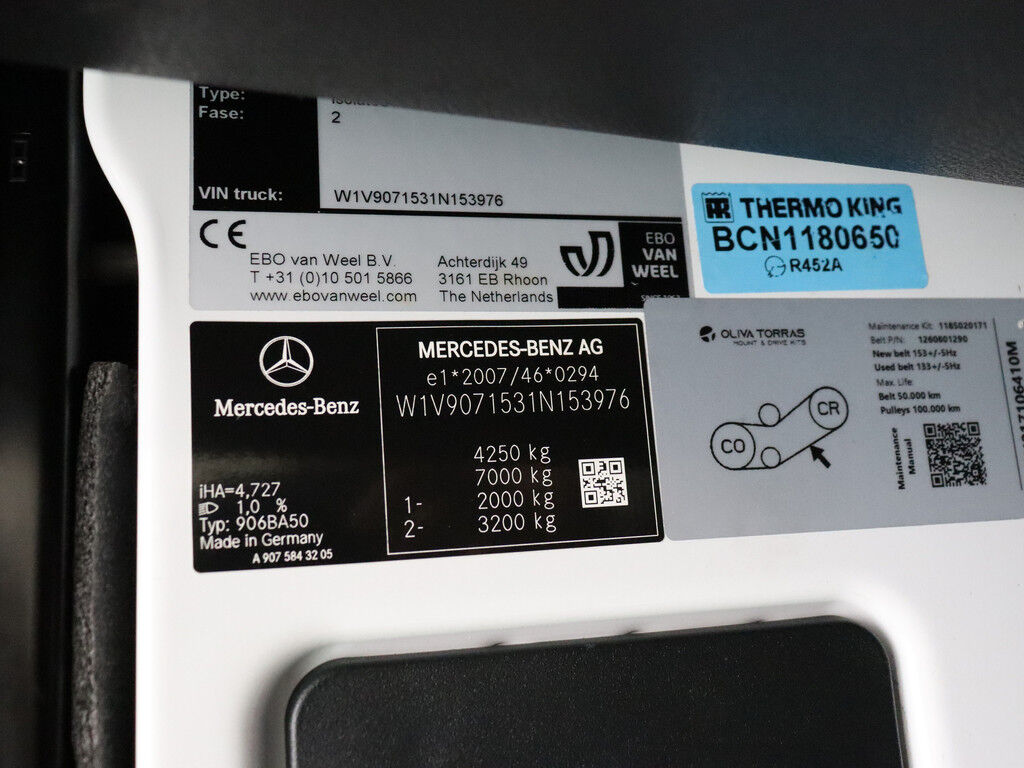 Type:
Fase: 2
VIN truck: W1V9071531N153976
CE
EBO van Weel B.V.
T +31 (0)10 501 5866
www.ebovanweel.com
Achterdijk 49
3161 EB Rhoon
The Netherlands
EBO
VAN
WEEL
THERMO KING
BCN1180650
R452A
Mercedes-Benz
iHA=4,727
1,0 %
Typ: 906BA50
Made in Germany
A 907 584 32 05
MERCEDES-BENZ AG
e1*2007/46*0294
W1V9071531N153976
4250 kg
7000 kg
1- 2000 kg
2- 3200 kg
OLIVA TORRAS
MOUNT & DRIVE KITS
Maintenance Kit: 1185020171
Belt P/N: 1260601290
New belt 153+/-5Hz
Used belt 133+/-5Hz
Max. Life:
Belt 50.000 km
Pulleys 100.000 km
CO
CR
Maintenance
Manual